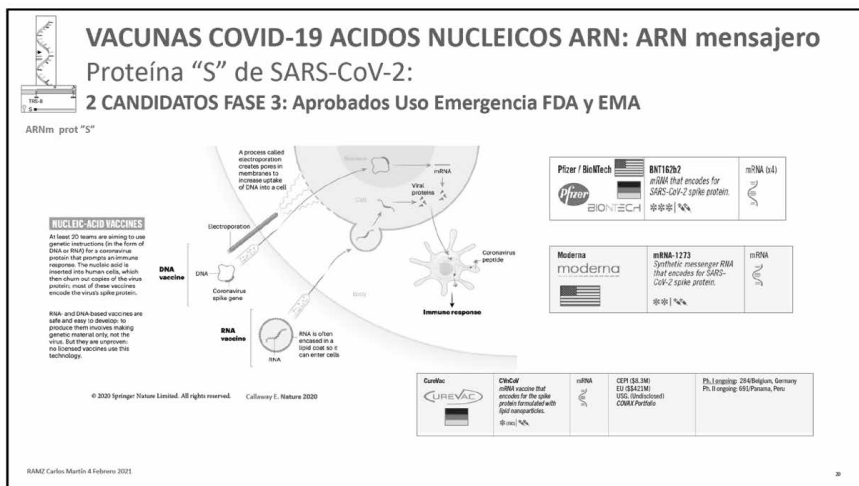 VACUNAS COVID-19 ACIDOS NUCLEICOS ARN: ARN mensajero
Proteína "S" de SARS-CoV-2:
2 CANDIDATOS FASE 3: Aprobados Uso Emergencia FDA y EMA
ARNm prot "S"
A process called
electroporation
creates pores in
membranes to
increase uptake
of DNA into a cell
mRNA
Viral
proteins
Cell
Electroporation
NUCLEIC-ACID VACCINES
At least 20 teams are aiming to use
genetic instructions (in the form of
DNA or RNA) for a coronavirus
protein that prompts an immune
response. The nucleic acid is
inserted into human cells, which
then churn out copies of the virus
protein; most of these vaccines
encode the virus's spike protein.
RNA- and DNA-based vaccines are
safe and easy to develop: to
produce them involves making
genetic material only, not the
virus. But they are unproven:
no licensed vaccines use this
technology.
DNA
vaccine
DNA
Coronavirus
spike gene
Coronavirus
peptide
Immune response
RNA
vaccine
RNA
RNA is often
encased in a
lipid coat so it
can enter cells
© 2020 Springer Nature Limited. All rights reserved.
Callaway E. Nature 2020
Pfizer / BioNTech
Pfizer
BIONTECH
BNT162b2
mRNA that encodes for
SARS-CoV-2 spike protein.
mRNA (x4)
Moderna
moderna
mRNA-1273
Synthetic messenger RNA
that encodes for SARS-
CoV-2 spike protein.
mRNA
CureVac
CUREVAC
CVnCoV
mRNA vaccine that
encodes for the spike
protein formulated with
lipid nanoparticles.
mRNA
CEPI ($8.3M)
EU ($$421M)
USG. (Undisclosed)
COVAX Portfolio
Ph. I ongoing: 284/Belgium, Germany
Ph. II ongoing: 691/Panama, Peru
RAMZ Carlos Martín 4 Febrero 2021